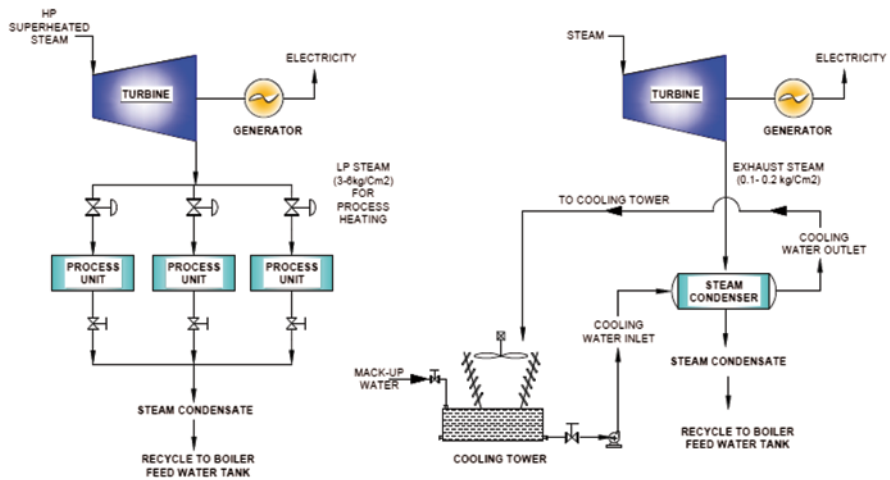 HP
SUPERHEATED
STEAM
ELECTRICITY
TURBINE
GENERATOR
LP STEAM
(3-6kg/Cm2)
FOR
PROCESS
HEATING
PROCESS
UNIT
PROCESS
UNIT
PROCESS
UNIT
STEAM CONDENSATE
RECYCLE TO BOILER
FEED WATER TANK
STEAM
ELECTRICITY
TURBINE
GENERATOR
EXHAUST STEAM
(0.1- 0.2 kg/Cm2)
TO COOLING TOWER
COOLING
WATER OUTLET
STEAM
CONDENSER
COOLING
WATER INLET
STEAM CONDENSATE
MACK-UP
WATER
RECYCLE TO BOILER
FEED WATER TANK
COOLING TOWER